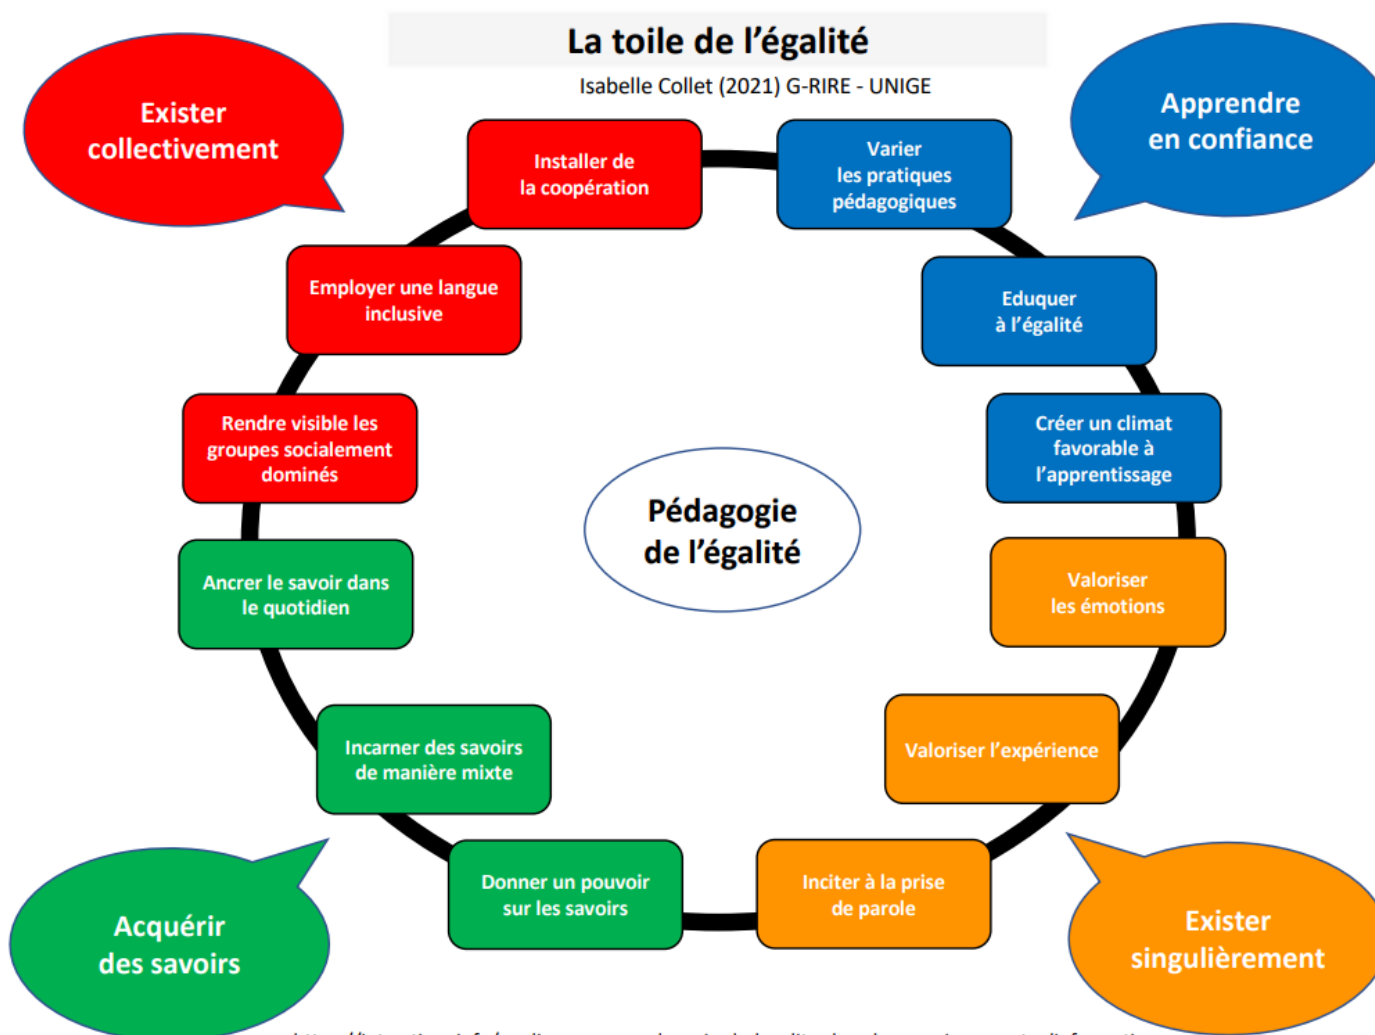 La toile de l’égalité
Isabelle Collet (2021) G-RIRE - UNIGE
Exister
collectivement
Apprendre
en confiance
Installer de
la coopération
Varier
les pratiques
pédagogiques
Employer une langue
inclusive
Eduquer
à l’égalité
Rendre visible les
groupes socialement
dominés
Créer un climat
favorable à
l’apprentissage
Pédagogie
de l’égalité
Ancrer le savoir dans
le quotidien
Valoriser
les émotions
Incarner des savoirs
de manière mixte
Valoriser l’expérience
Donner un pouvoir
sur les savoirs
Inciter à la prise
de parole
Acquérir
des savoirs
Exister
singulièrement